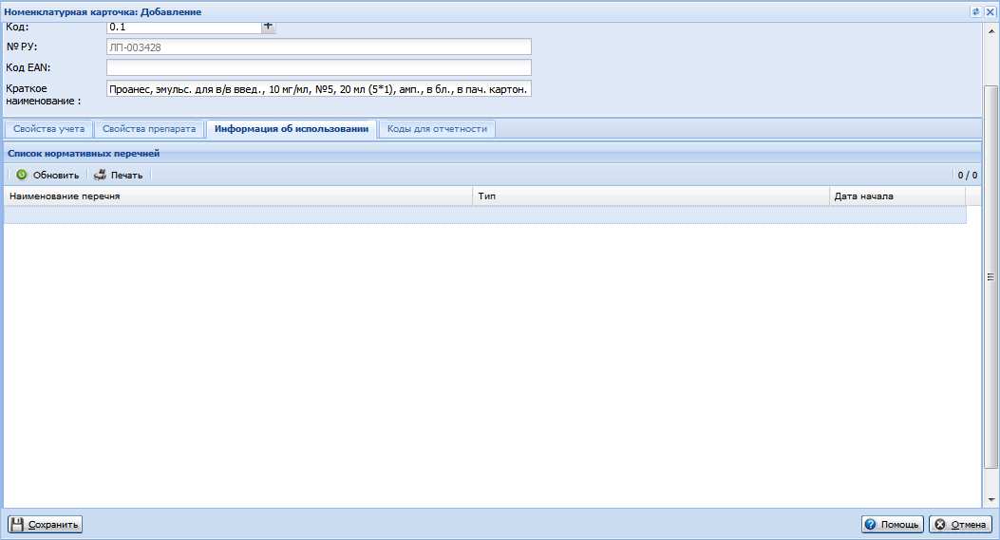 Номенклатурная карточка: Добавление
Код: 0.1 +
№ РУ: ЛП-003428
Код EAN:
Краткое наименование : Проанес, эмульс. для в/в введ., 10 мг/мл, №5, 20 мл (5*1), амп., в бл., в пач. картон.
Свойства учета Свойства препарата Информация об использовании Коды для отчетности
Список нормативных перечней
Обновить Печать 0 / 0
Наименование перечня Тип Дата начала
Сохранить Помощь Отмена